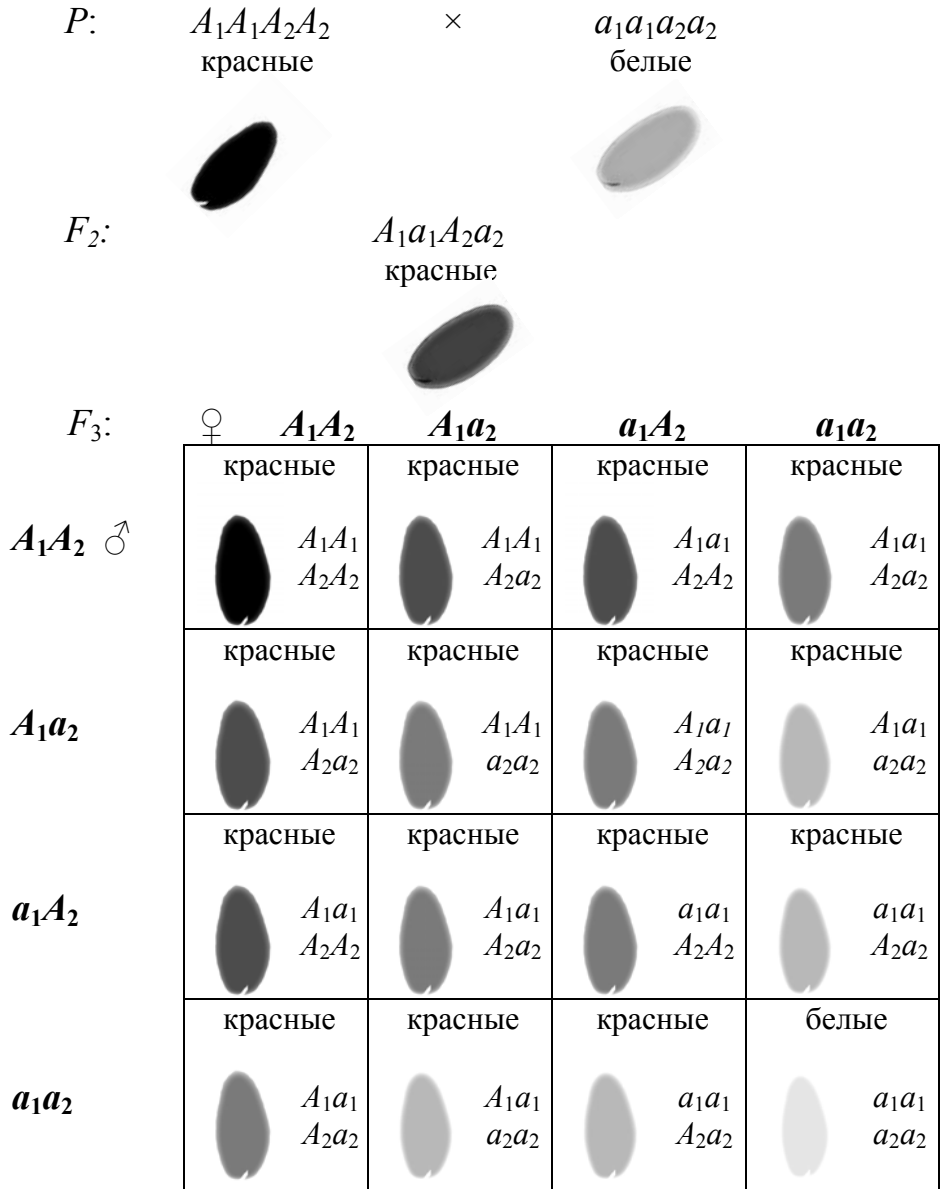 P: A₁A₁A₂A₂ × a₁a₁a₂a₂
красные белые
F₂: A₁a₁A₂a₂
красные
F₃: ♀ A₁A₂ A₁a₂ a₁A₂ a₁a₂
красные красные красные красные
A₁A₂ ♂ A₁A₁ A₁A₁ A₁a₁ A₁a₁
A₂A₂ A₂a₂ A₂A₂ A₂a₂
красные красные красные красные
A₁a₂ A₁A₁ A₁A₁ A₁a₁ A₁a₁
A₂a₂ a₂a₂ A₂a₂ a₂a₂
красные красные красные красные
a₁A₂ A₁a₁ A₁a₁ a₁a₁ a₁a₁
A₂A₂ A₂a₂ A₂A₂ A₂a₂
красные красные красные белые
a₁a₂ A₁a₁ A₁a₁ a₁a₁ a₁a₁
A₂a₂ a₂a₂ A₂a₂ a₂a₂